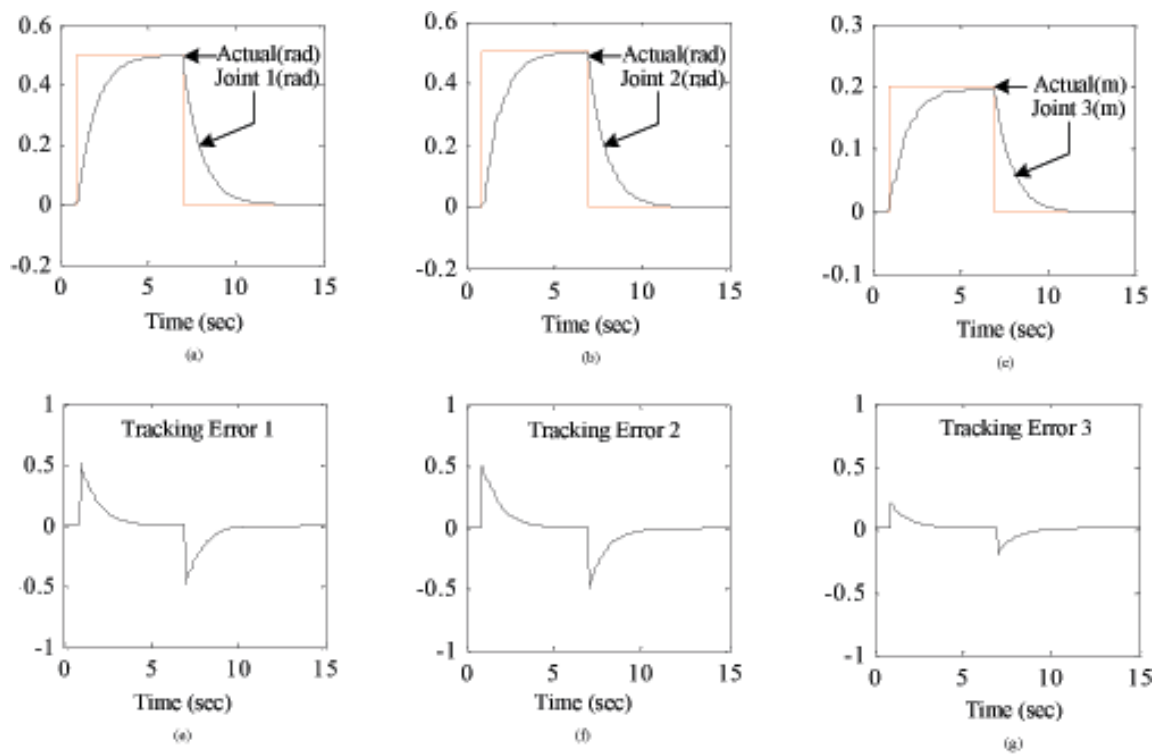 0.6
0.4
0.2
0
-0.2
0
5
10
15
Actual(rad)
Joint 1(rad)
Time (sec)
(a)
0.6
0.4
0.2
0
-0.2
0
5
10
15
Actual(rad)
Joint 2(rad)
Time (sec)
(b)
0.3
0.2
0.1
0
-0.1
0
5
10
15
Actual(m)
Joint 3(m)
Time (sec)
(c)
1
0.5
0
-0.5
-1
0
5
10
15
Tracking Error 1
Time (sec)
(e)
1
0.5
0
-0.5
-1
0
5
10
15
Tracking Error 2
Time (sec)
(f)
1
0.5
0
-0.5
-1
0
5
10
15
Tracking Error 3
Time (sec)
(g)